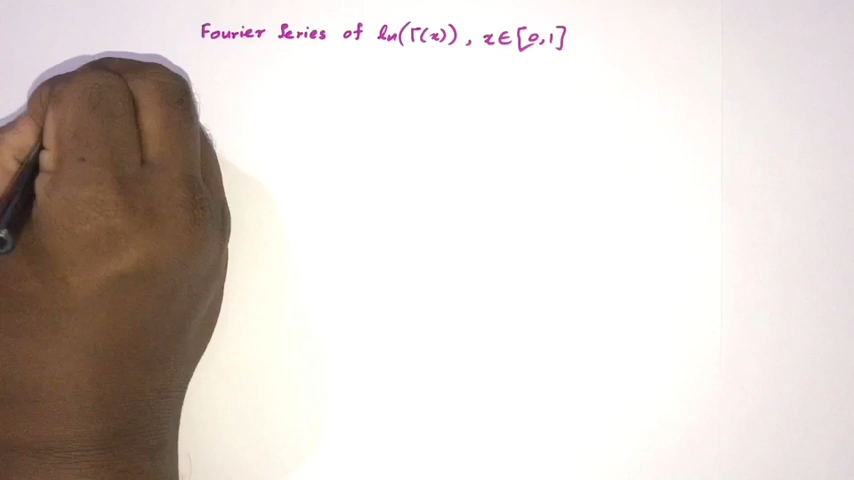 Fourier Series of ln(Γ(x)) , x∈[0,1]